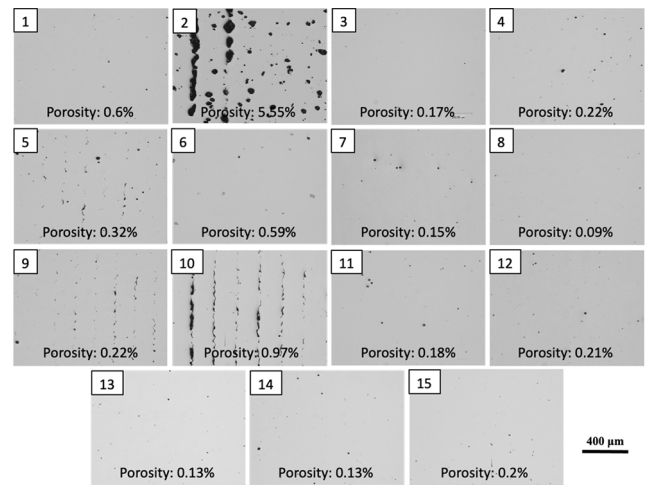 1
Porosity: 0.6%
2
Porosity: 5.55%
3
Porosity: 0.17%
4
Porosity: 0.22%
5
Porosity: 0.32%
6
Porosity: 0.59%
7
Porosity: 0.15%
8
Porosity: 0.09%
9
Porosity: 0.22%
10
Porosity: 0.97%
11
Porosity: 0.18%
12
Porosity: 0.21%
13
Porosity: 0.13%
14
Porosity: 0.13%
15
Porosity: 0.2%
400 μm